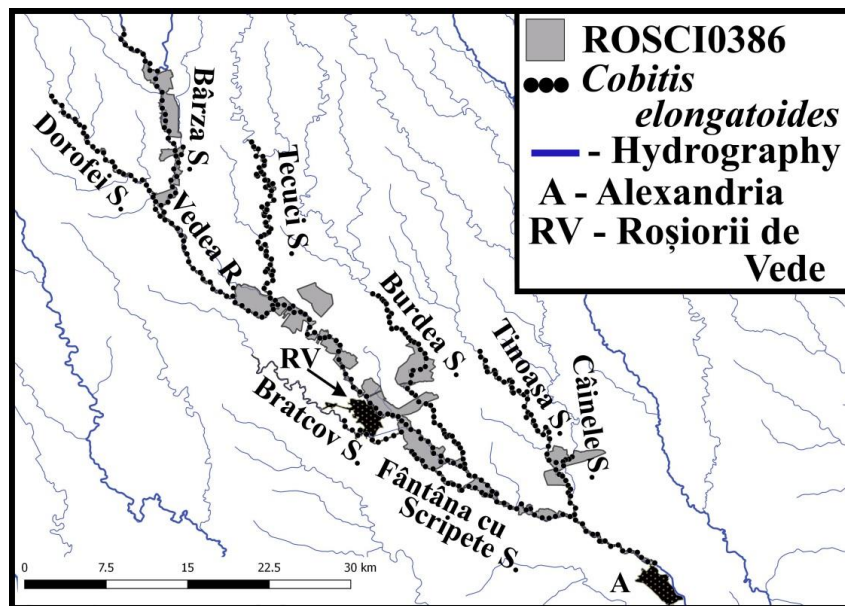 ROSCI0386
Cobitis
elongatoides
- Hydrography
A - Alexandria
RV - Roșiorii de
Vede
Bârza S.
Dorofei S.
Tecuci S.
Vedea R.
Burdea S.
Tinoasa S.
Câinele S.
RV
Bratcov S.
Fântâna cu
Scripete S.
A
0 7.5 15 22.5 30 km